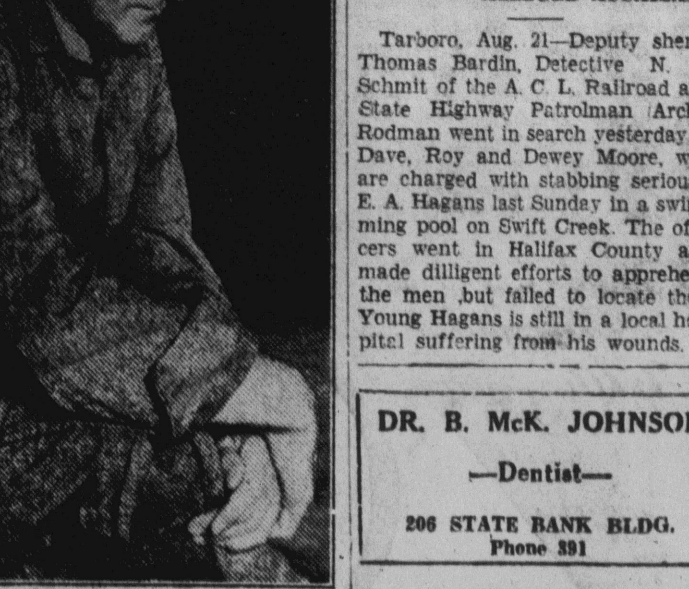 Tarboro, Aug. 21—Deputy sher
Thomas Bardin, Detective N.
Schmit of the A. C. L. Railroad a
State Highway Patrolman Arch
Rodman went in search yesterday
Dave, Roy and Dewey Moore, w
are charged with stabbing seriou
E. A. Hagans last Sunday in a swi
ming pool on Swift Creek. The of
cers went in Halifax County a
made dilligent efforts to apprehe
the men ,but failed to locate th
Young Hagans is still in a local h
pital suffering from his wounds.
DR. B. McK. JOHNSON
—Dentist—
206 STATE BANK BLDG.
Phone 391